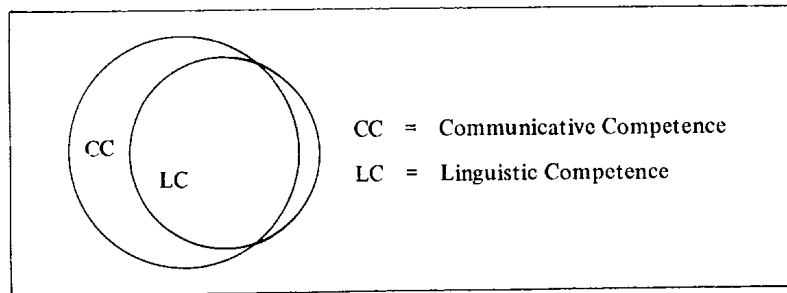 CC
LC
CC = Communicative Competence
LC = Linguistic Competence